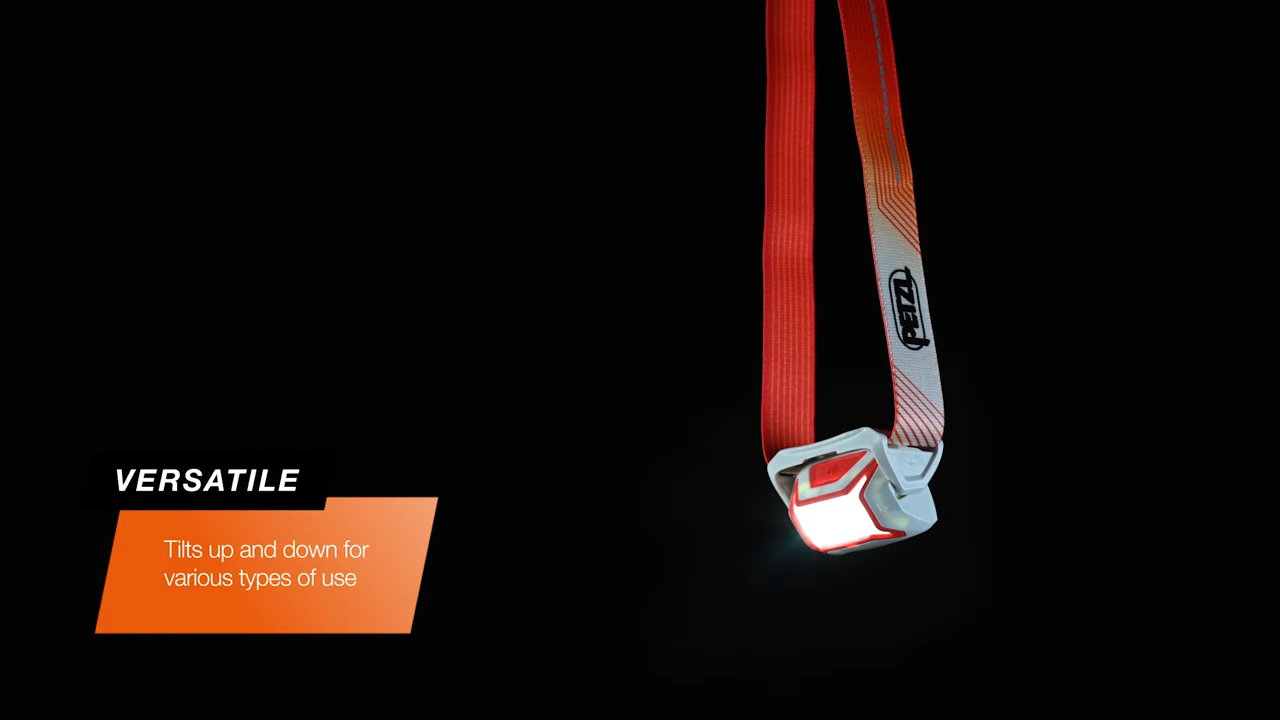 PETZL
VERSATILE
Tilts up and down for
various types of use